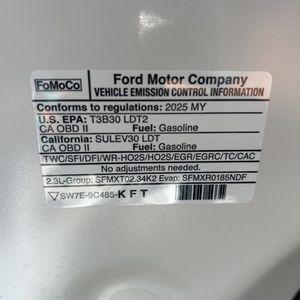 FoMoCo
Ford Motor Company
VEHICLE EMISSION CONTROL INFORMATION
Conforms to regulations: 2025 MY
U.S. EPA: T3B30 LDT2
CA OBD II Fuel: Gasoline
California: SULEV30 LDT
CA OBD II Fuel: Gasoline
TWC/SFI/DFI/WR-HO2S/HO2S/EGR/EGRC/TC/CAC
No adjustments needed.
2.3L-Group: SFMXT02.34K2 Evap: SFMXR0185NDF
SW7E-9C485-KFT